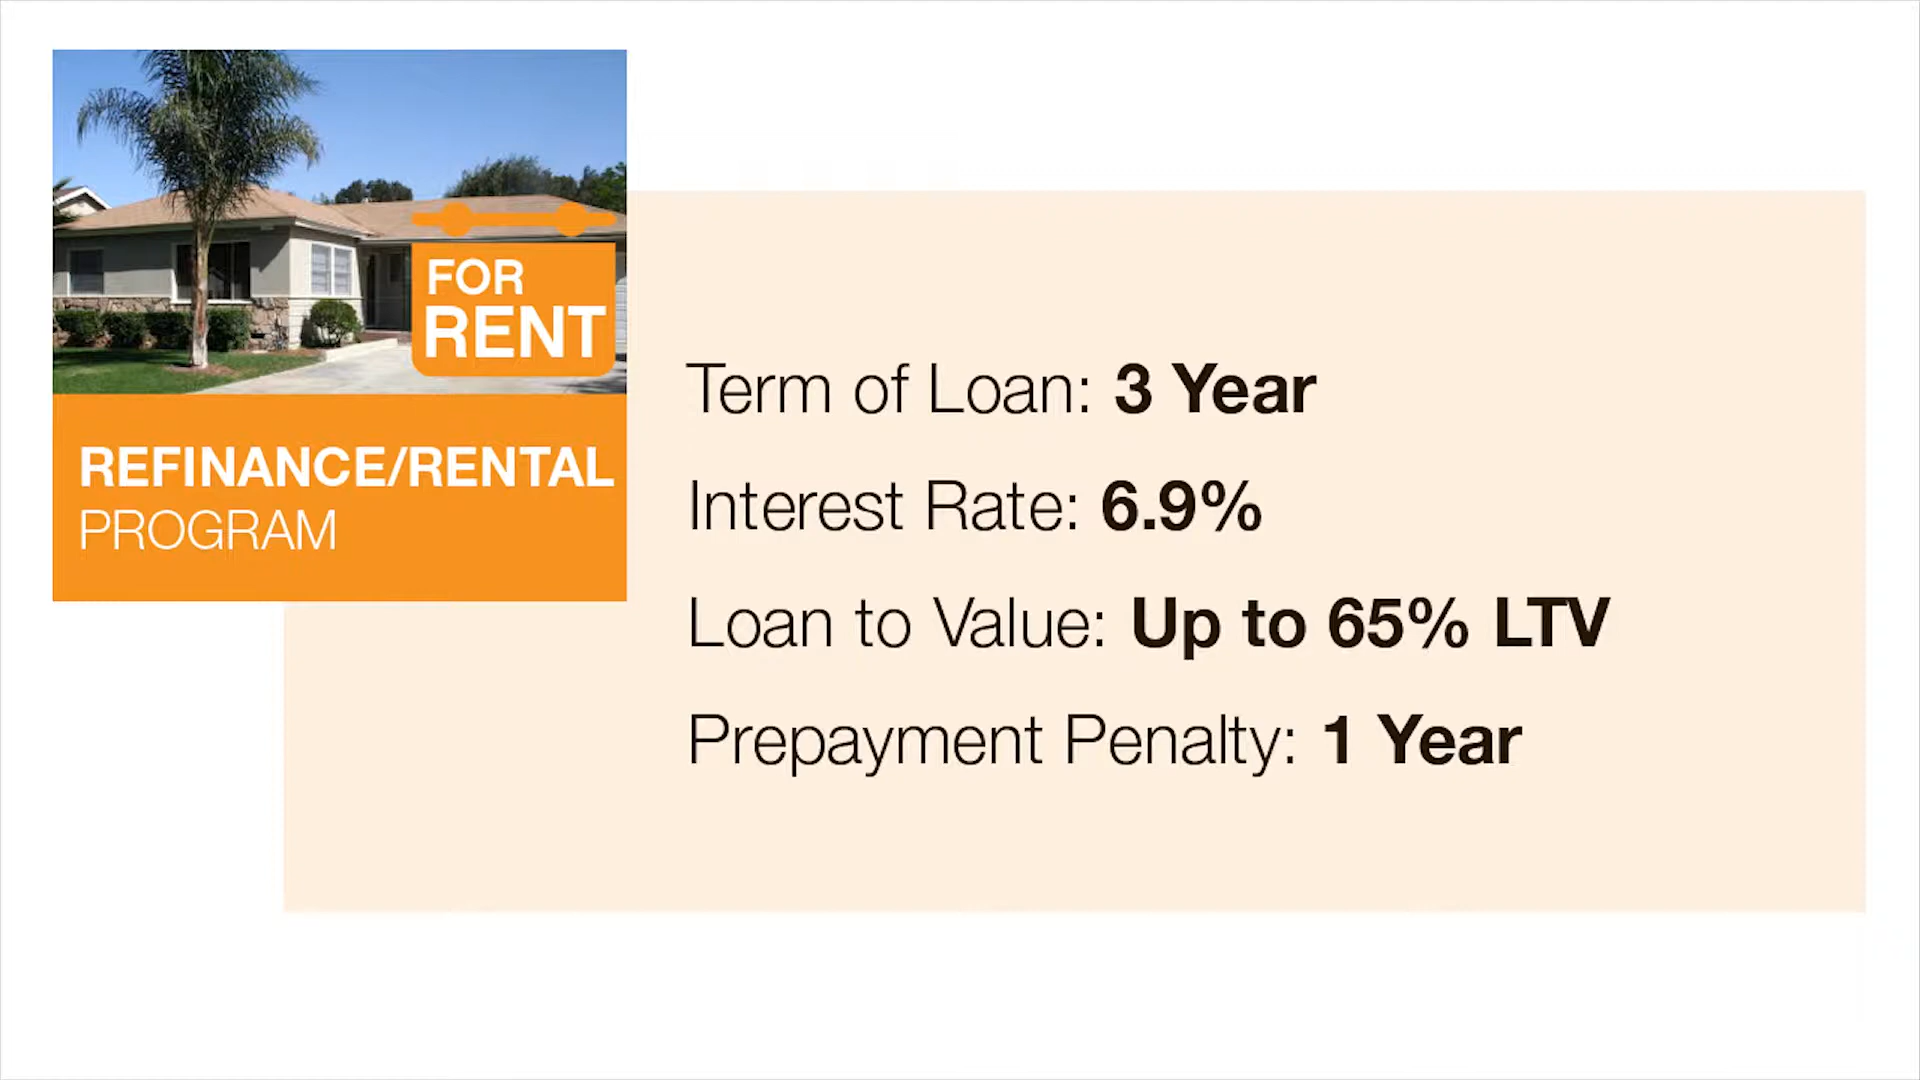 FOR
RENT
REFINANCE/RENTAL
PROGRAM
Term of Loan: 3 Year
Interest Rate: 6.9%
Loan to Value: Up to 65% LTV
Prepayment Penalty: 1 Year